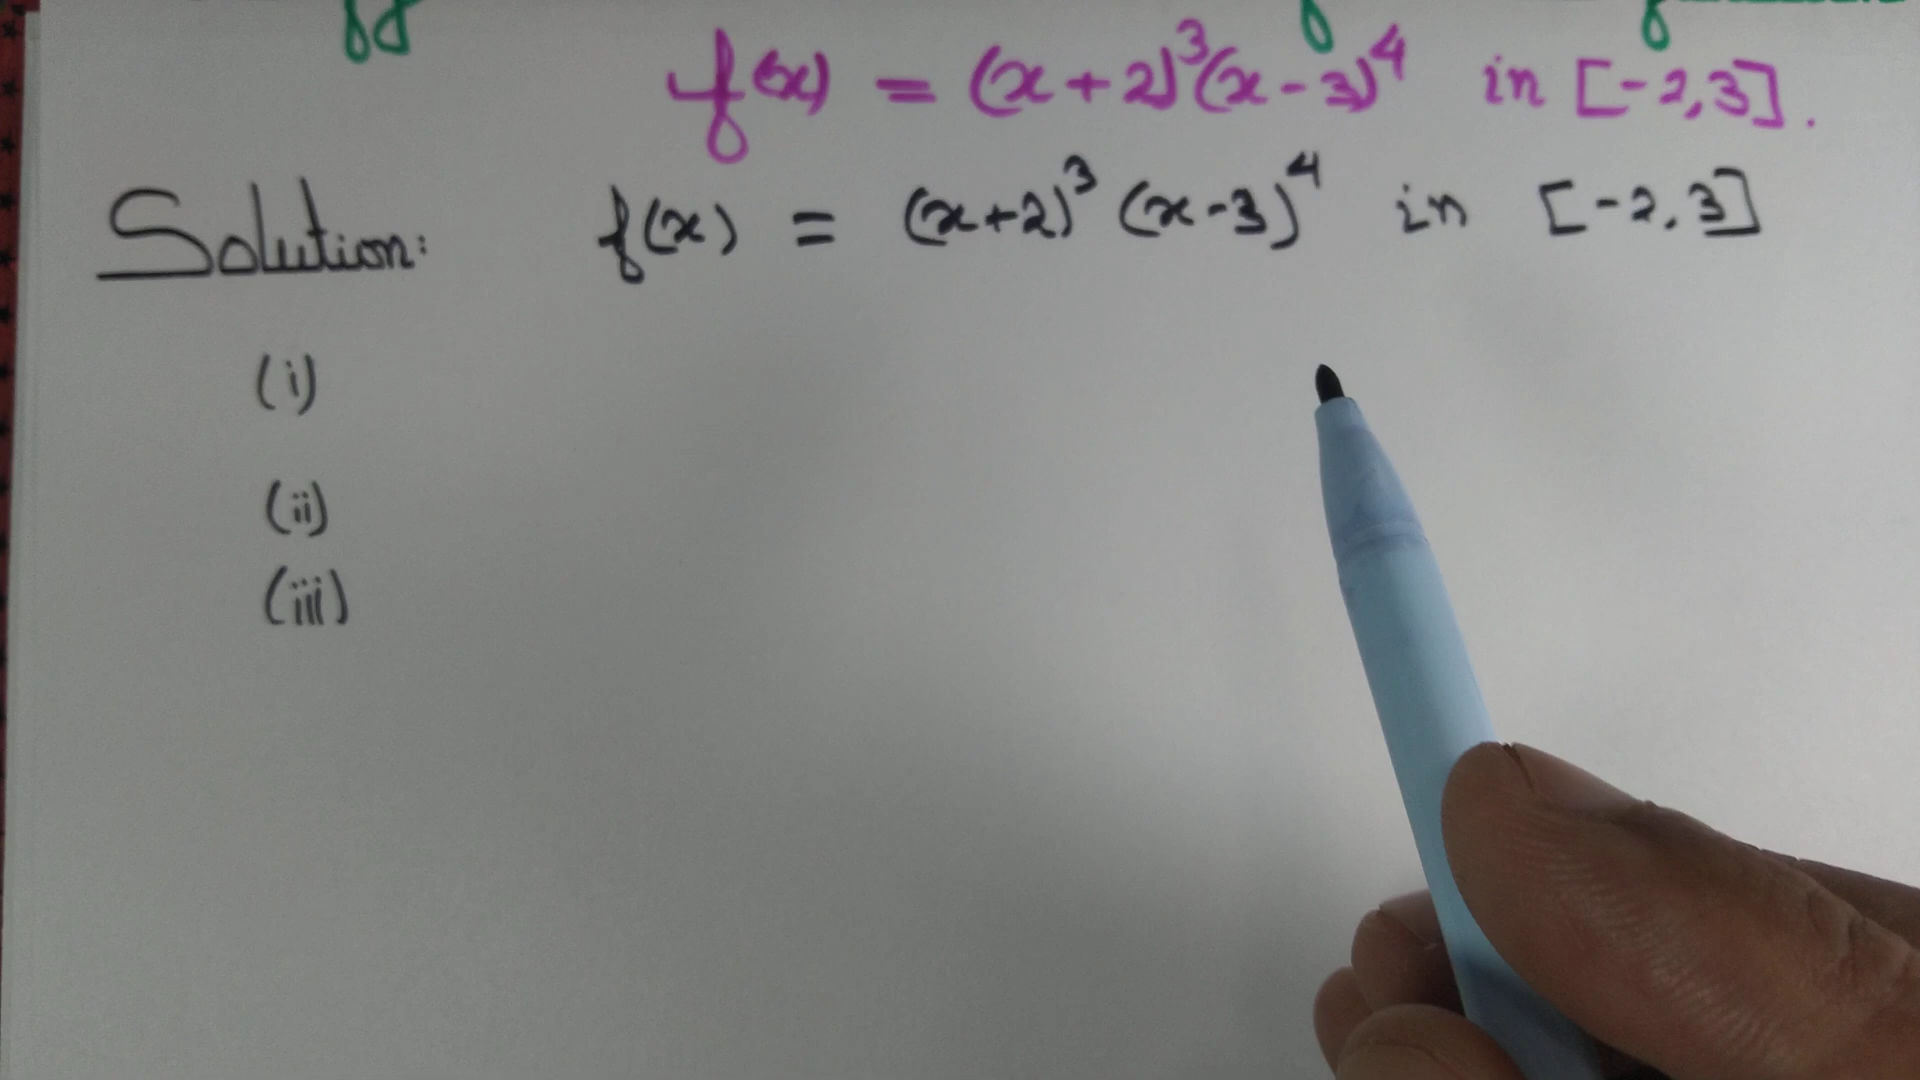 f(x) = (x+2)³(x-3)⁴ in [-2,3].
Solution: f(x) = (x+2)³ (x-3)⁴ in [-2,3]
(i)
(ii)
(iii)